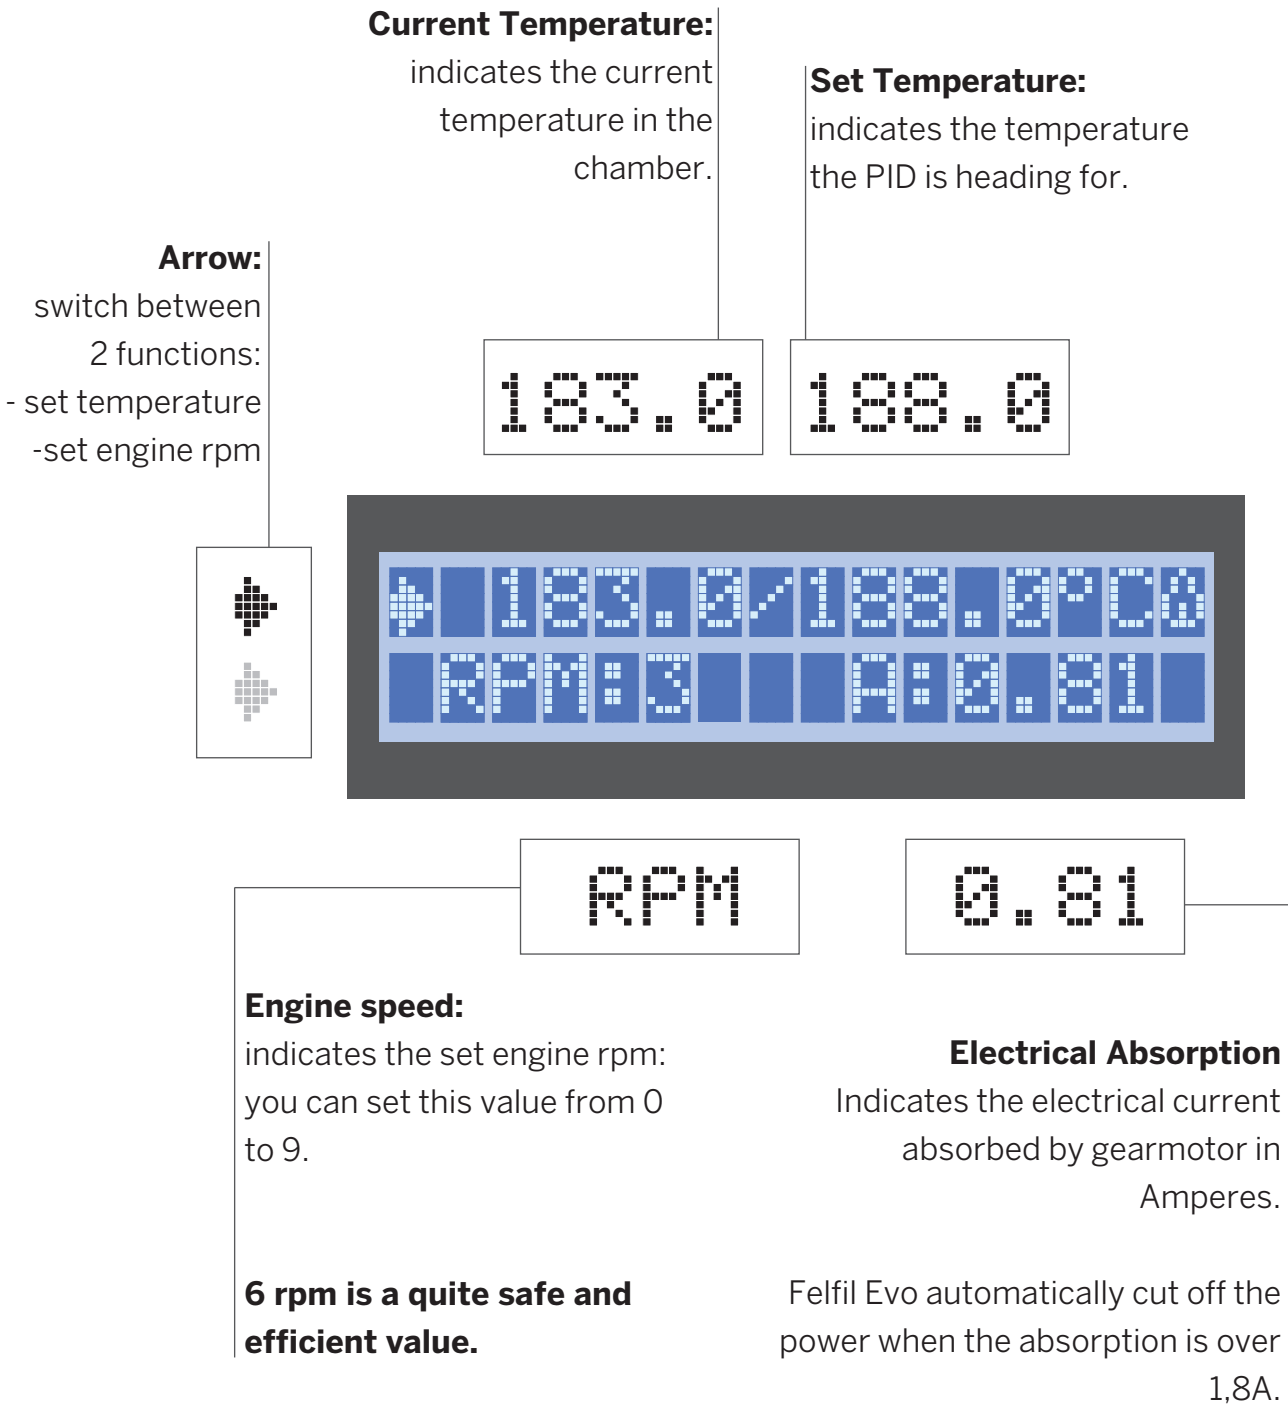 Current Temperature:
indicates the current
temperature in the
chamber.
Set Temperature:
indicates the temperature
the PID is heading for.
Arrow:
switch between
2 functions:
- set temperature
-set engine rpm
183.0
188.0
183.0/188.0°C
RPM:3 A:0.81
RPM
0.81
Engine speed:
indicates the set engine rpm:
you can set this value from 0
to 9.
6 rpm is a quite safe and
efficient value.
Electrical Absorption
Indicates the electrical current
absorbed by gearmotor in
Amperes.
Felfil Evo automatically cut off the
power when the absorption is over
1,8A.